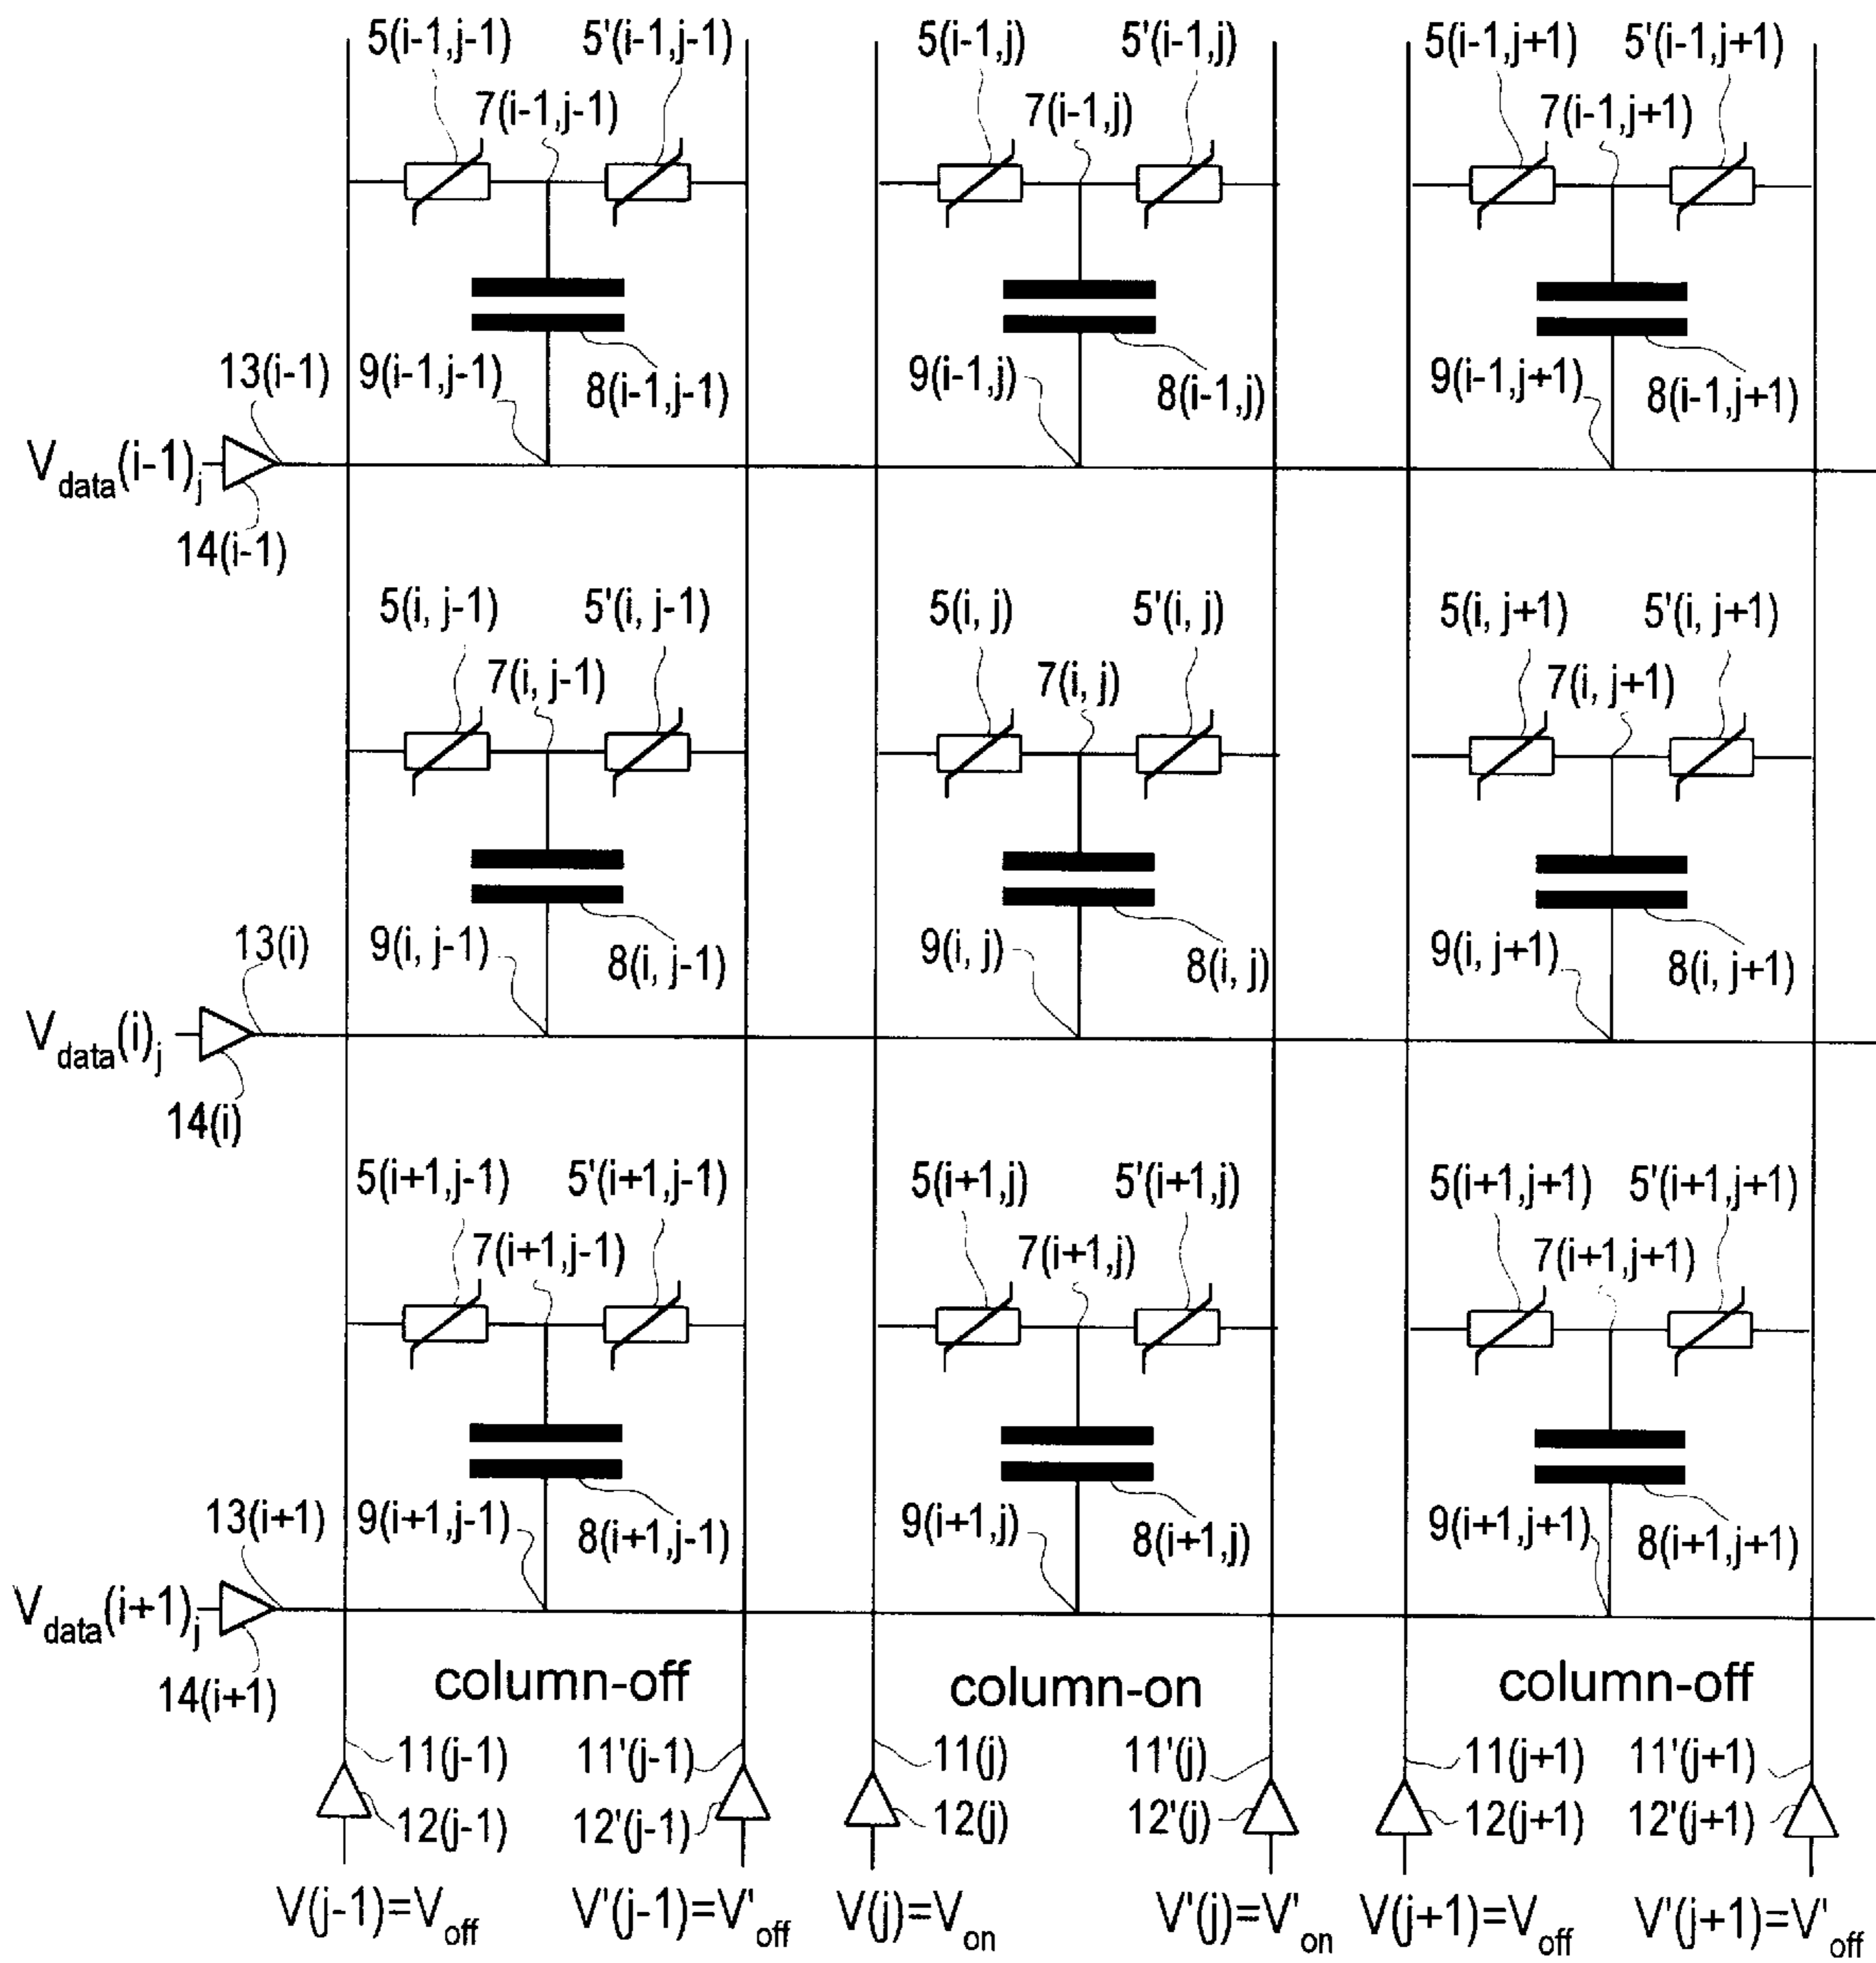 5(i-1,j-1) 5'(i-1,j-1) 5(i-1,j) 5'(i-1,j) 5(i-1,j+1) 5'(i-1,j+1)
7(i-1,j-1) 7(i-1,j) 7(i-1,j+1)
13(i-1) 9(i-1,j-1) 8(i-1,j-1) 9(i-1,j) 8(i-1,j) 9(i-1,j+1) 8(i-1,j+1)
Vdata(i-1)j
14(i-1)
5(i, j-1) 5'(i, j-1) 5(i, j) 5'(i, j) 5(i, j+1) 5'(i, j+1)
7(i, j-1) 7(i, j) 7(i, j+1)
13(i) 9(i, j-1) 8(i, j-1) 9(i, j) 8(i, j) 9(i, j+1) 8(i, j+1)
Vdata(i)j
14(i)
5(i+1,j-1) 5'(i+1,j-1) 5(i+1,j) 5'(i+1,j) 5(i+1,j+1) 5'(i+1,j+1)
7(i+1,j-1) 7(i+1,j) 7(i+1,j+1)
13(i+1) 9(i+1,j-1) 8(i+1,j-1) 9(i+1,j) 8(i+1,j) 9(i+1,j+1) 8(i+1,j+1)
Vdata(i+1)j
14(i+1)
column-off column-on column-off
11(j-1) 11'(j-1) 11(j) 11'(j) 11(j+1) 11'(j+1)
12(j-1) 12'(j-1) 12(j) 12'(j) 12(j+1) 12'(j+1)
V(j-1)=Voff V'(j-1)=V'off V(j)=Von V'(j)=V'on V(j+1)=Voff V'(j+1)=V'off